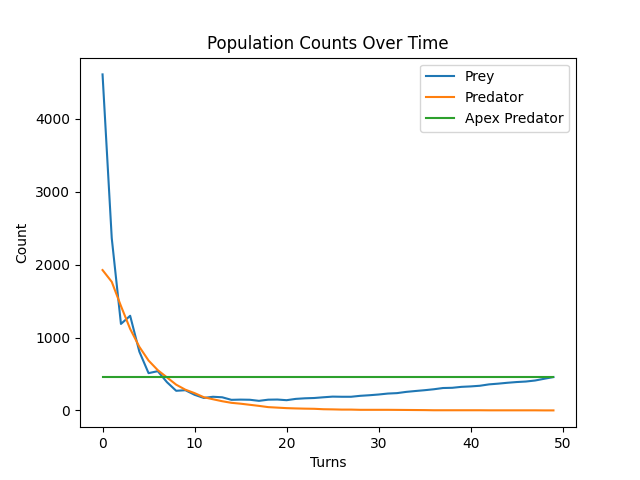 Population Counts Over Time
Prey
Predator
Apex Predator
4000
3000
2000
1000
0
Count
0 10 20 30 40 50
Turns